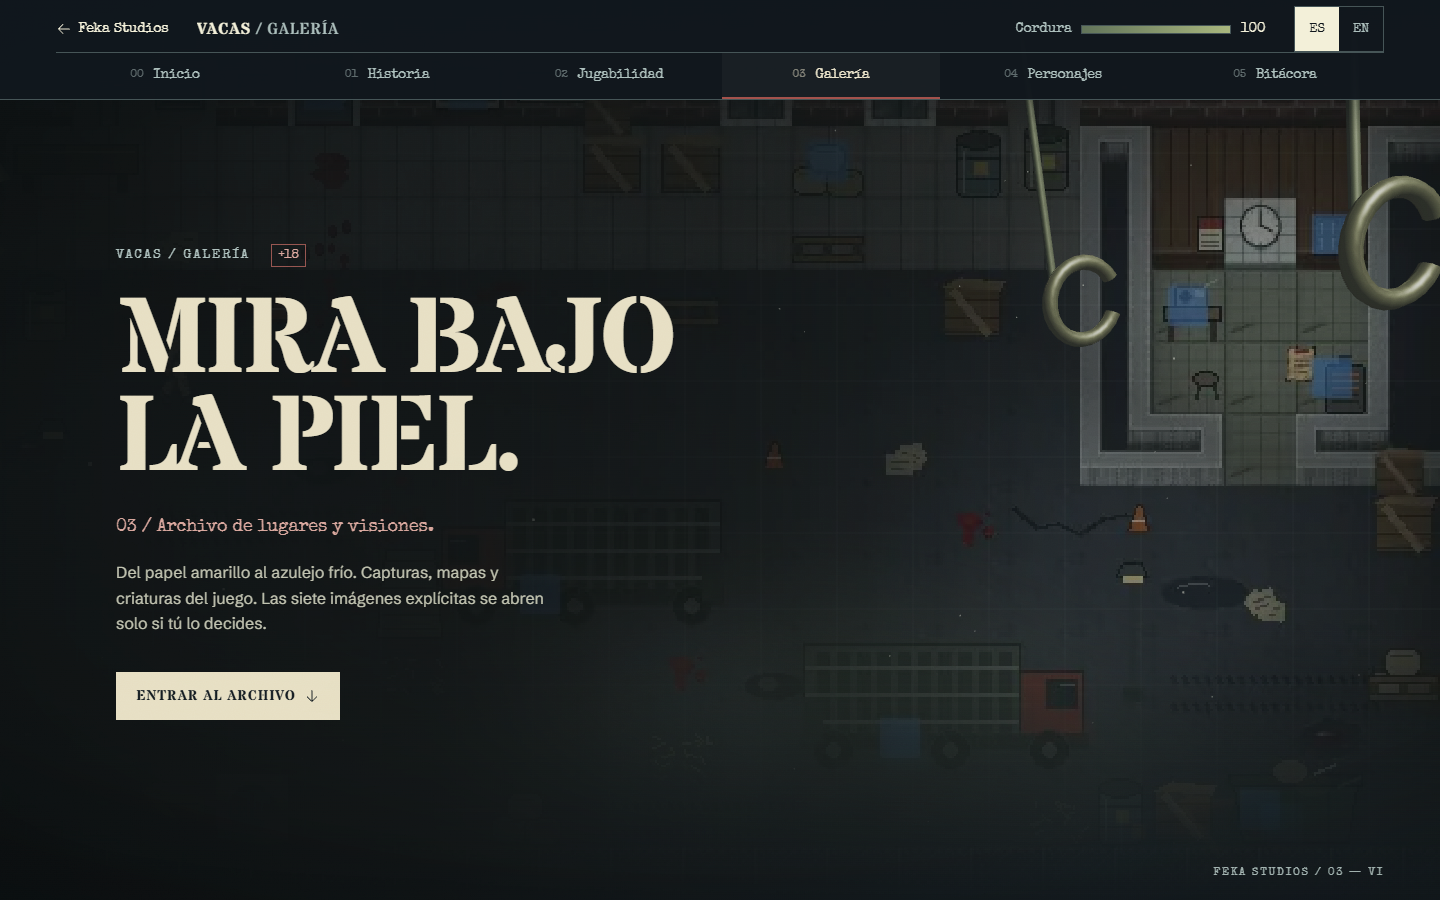 ← Feka Studios
VACAS / GALERÍA
Cordura 100
ES EN
00 Inicio
01 Historia
02 Jugabilidad
03 Galería
04 Personajes
05 Bitácora
VACAS / GALERÍA +18
MIRA BAJO
LA PIEL.
03 / Archivo de lugares y visiones.
Del papel amarillo al azulejo frío. Capturas, mapas y
criaturas del juego. Las siete imágenes explícitas se abren
solo si tú lo decides.
ENTRAR AL ARCHIVO ↓
FEKA STUDIOS / 03 — VI